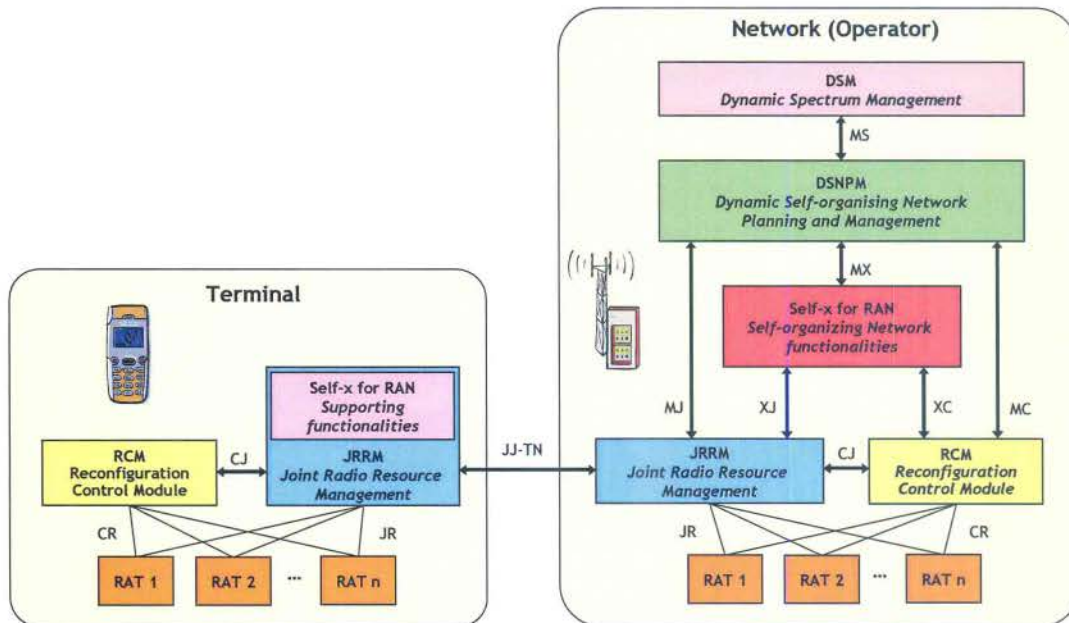 Network (Operator)
DSM
Dynamic Spectrum Management
MS
DSNPM
Dynamic Self-organising Network
Planning and Management
MX
Self-x for RAN
Self-organizing Network
functionalities
MJ
XJ
XC
MC
JRRM
Joint Radio Resource
Management
CJ
RCM
Reconfiguration
Control Module
JR
CR
RAT 1
RAT 2
...
RAT n
Terminal
Self-x for RAN
Supporting
functionalities
JRRM
Joint Radio Resource
Management
CJ
RCM
Reconfiguration
Control Module
JJ-TN
CR
JR
RAT 1
RAT 2
...
RAT n